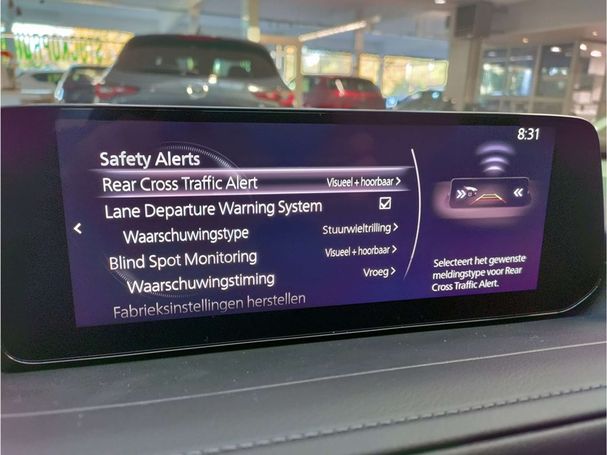 8:31
Safety Alerts
Rear Cross Traffic Alert Visueel + hoorbaar
Lane Departure Warning System
Waarschuwingstype Stuurwieltrilling
Blind Spot Monitoring Visueel + hoorbaar
Waarschuwingstiming Vroeg
Fabrieksinstellingen herstellen
Selecteert het gewenste
meldingstype voor Rear
Cross Traffic Alert.